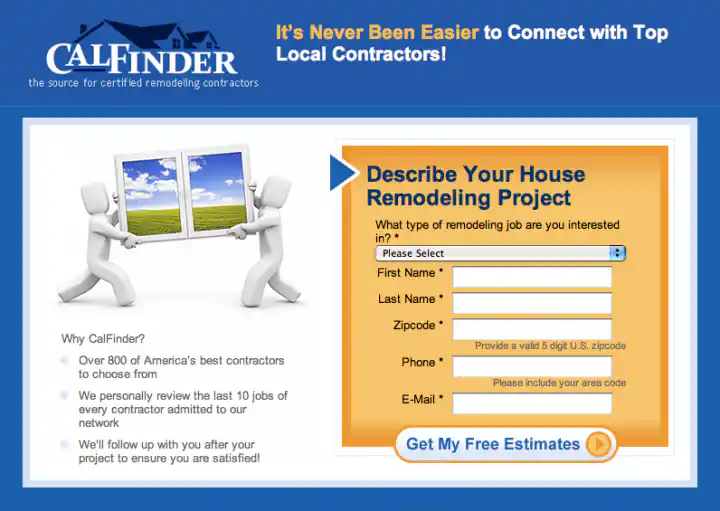 CALFINDER
the source for certified remodeling contractors
It's Never Been Easier to Connect with Top
Local Contractors!
Why CalFinder?
Over 800 of America's best contractors
to choose from
We personally review the last 10 jobs of
every contractor admitted to our
network
We'll follow up with you after your
project to ensure you are satisfied!
Describe Your House
Remodeling Project
What type of remodeling job are you interested
in? *
Please Select
First Name *
Last Name *
Zipcode *
Provide a valid 5 digit U.S. zipcode
Phone *
Please include your area code
E-Mail *
Get My Free Estimates